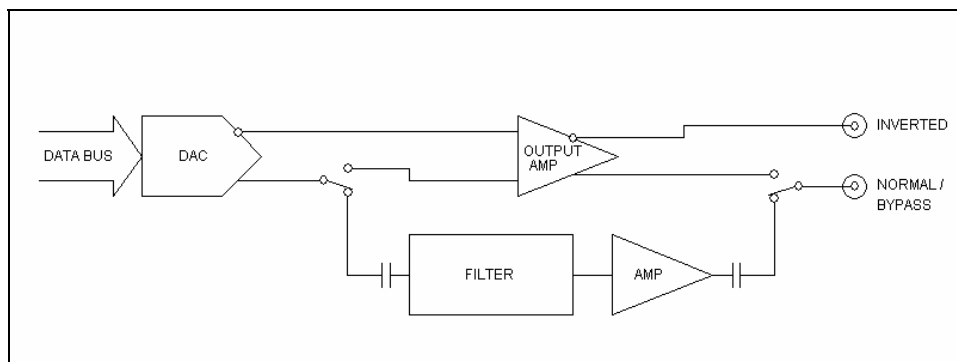 DATA BUS
DAC
OUTPUT
AMP
INVERTED
NORMAL /
BYPASS
FILTER
AMP